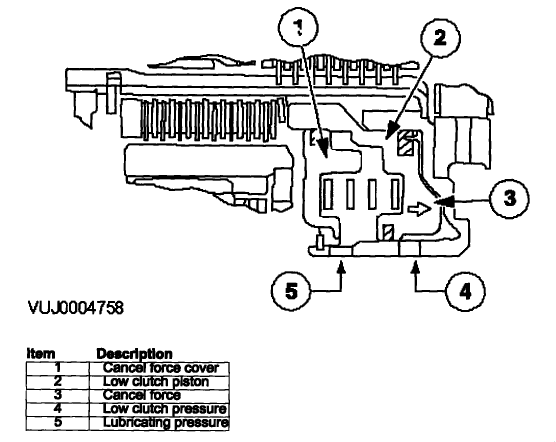 1
2
3
5
4
VUJ0004758
Item Description
1 Cancel force cover
2 Low clutch piston
3 Cancel force
4 Low clutch pressure
5 Lubricating pressure